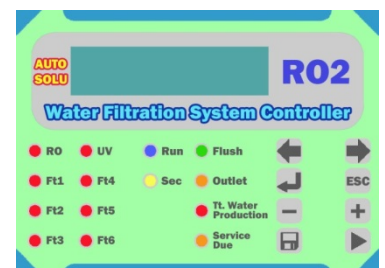 AUTO
SOLU
RO2
Water Filtration System Controller
RO UV Run Flush
Ft1 Ft4 Sec Outlet ESC
Ft2 Ft5 Tt. Water
Production
Ft3 Ft6 Service
Due